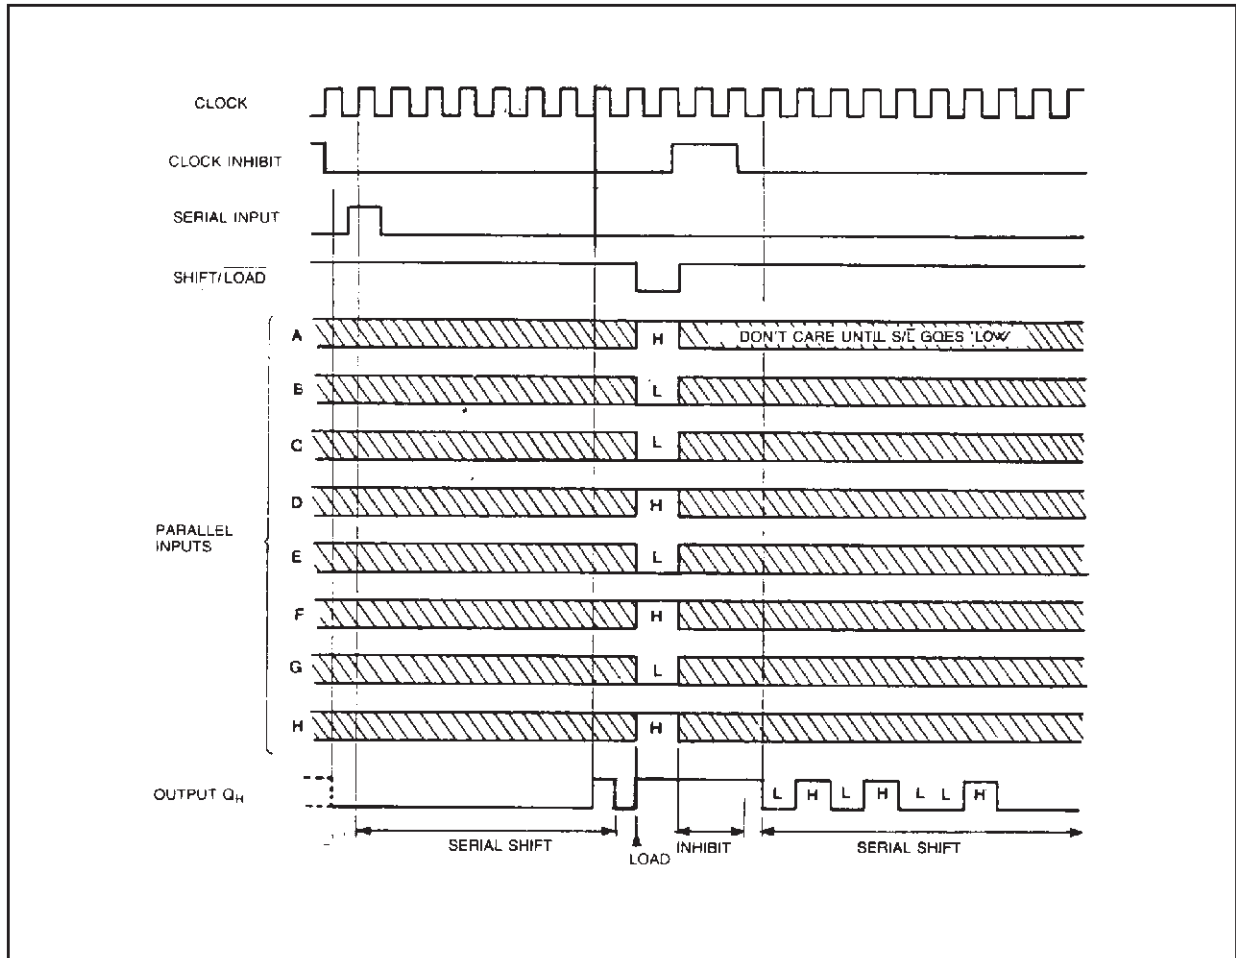 CLOCK
CLOCK INHIBIT
SERIAL INPUT
SHIFT/LOAD
A H DON'T CARE UNTIL S/L GOES 'LOW'
B L
C L
D H
PARALLEL
INPUTS
E L
F H
G L
H H
OUTPUT QH L H L H L L H
SERIAL SHIFT INHIBIT SERIAL SHIFT
LOAD